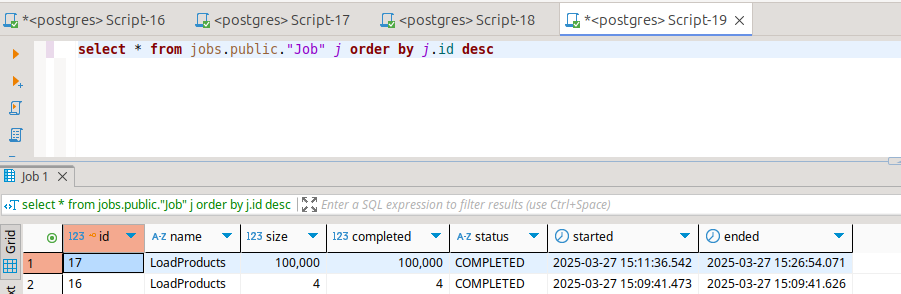 *<postgres> Script-16 <postgres> Script-17 <postgres> Script-18 *<postgres> Script-19
select * from jobs.public."Job" j order by j.id desc
Job 1
select * from jobs.public."Job" j order by j.id desc Enter a SQL expression to filter results (use Ctrl+Space)
Grid
123 id A-Z name 123 size 123 completed A-Z status started ended
1 17 LoadProducts 100,000 100,000 COMPLETED 2025-03-27 15:11:36.542 2025-03-27 15:26:54.071
2 16 LoadProducts 4 4 COMPLETED 2025-03-27 15:09:41.473 2025-03-27 15:09:41.626